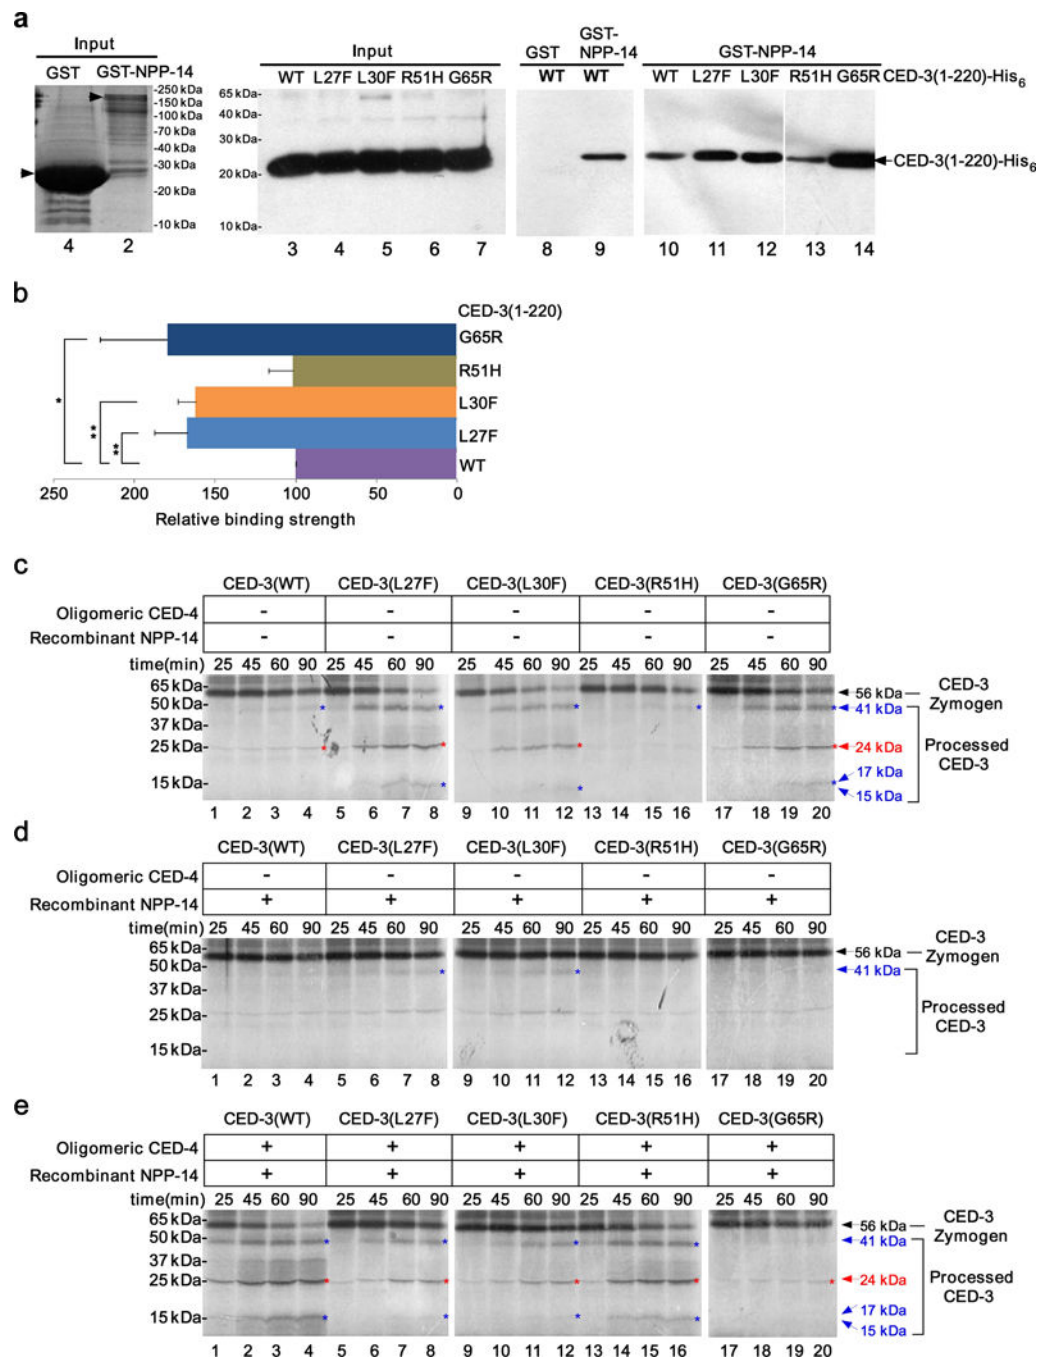 a
Input
GST GST-NPP-14
-250 kDa
-150 kDa
-100 kDa
-70 kDa
-40 kDa
-30 kDa
-20 kDa
-10 kDa
4 2
Input
WT L27F L30F R51H G65R
65 kDa-
40 kDa-
30 kDa
20 kDa-
10 kDa-
3 4 5 6 7
GST GST-NPP-14
WT WT
8 9
GST-NPP-14
WT L27F L30F R51H G65R CED-3(1-220)-His6
CED-3(1-220)-His6
10 11 12 13 14
b
CED-3(1-220)
G65R
R51H
L30F
L27F
WT
* ** **
250 200 150 100 50 0
Relative binding strength
c
CED-3(WT) CED-3(L27F) CED-3(L30F) CED-3(R51H) CED-3(G65R)
Oligomeric CED-4 - - - - -
Recombinant NPP-14 - - - - -
time(min) 25 45 60 90 25 45 60 90 25 45 60 90 25 45 60 90 25 45 60 90
65 kDa-
50 kDa-
37 kDa-
25 kDa-
15 kDa-
56 kDa
CED-3 Zymogen
41 kDa
24 kDa
Processed CED-3
17 kDa
15 kDa
1 2 3 4 5 6 7 8 9 10 11 12 13 14 15 16 17 18 19 20
d
CED-3(WT) CED-3(L27F) CED-3(L30F) CED-3(R51H) CED-3(G65R)
Oligomeric CED-4 - - - - -
Recombinant NPP-14 + + + + +
time(min) 25 45 60 90 25 45 60 90 25 45 60 90 25 45 60 90 25 45 60 90
65 kDa-
50 kDa-
37 kDa-
25 kDa-
15 kDa-
56 kDa
CED-3 Zymogen
41 kDa
Processed CED-3
1 2 3 4 5 6 7 8 9 10 11 12 13 14 15 16 17 18 19 20
e
CED-3(WT) CED-3(L27F) CED-3(L30F) CED-3(R51H) CED-3(G65R)
Oligomeric CED-4 + + + + +
Recombinant NPP-14 + + + + +
time(min) 25 45 60 90 25 45 60 90 25 45 60 90 25 45 60 90 25 45 60 90
65 kDa-
50 kDa-
37 kDa-
25 kDa-
15 kDa-
56 kDa
CED-3 Zymogen
41 kDa
24 kDa
Processed CED-3
17 kDa
15 kDa
1 2 3 4 5 6 7 8 9 10 11 12 13 14 15 16 17 18 19 20